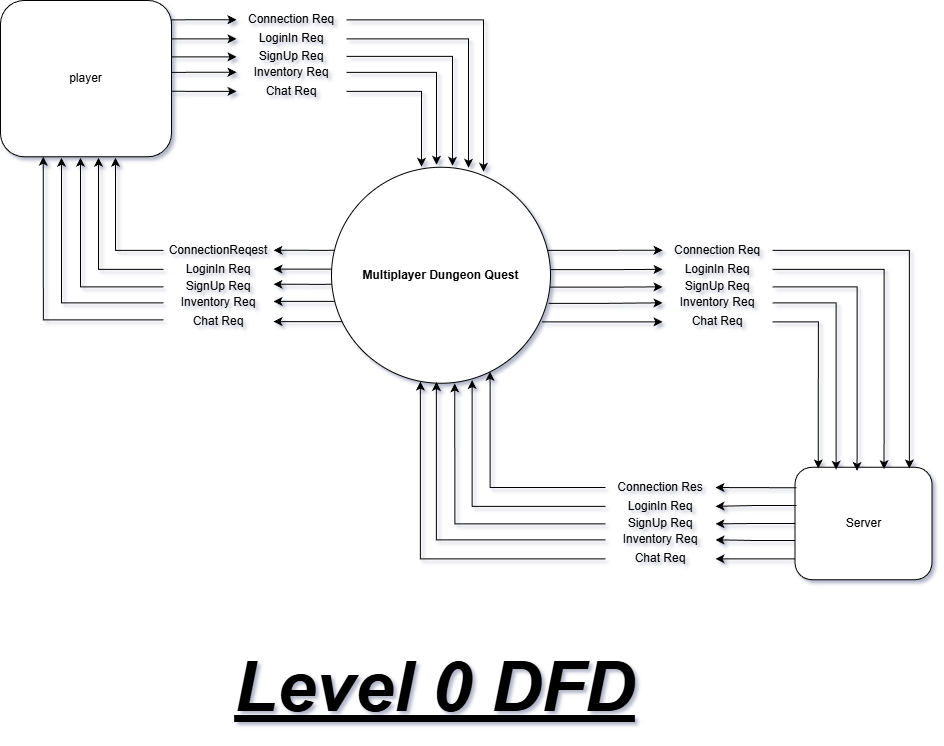 Connection Req
LoginIn Req
SignUp Req
Inventory Req
Chat Req
player
ConnectionReqest
LoginIn Req
SignUp Req
Inventory Req
Chat Req
Multiplayer Dungeon Quest
Connection Req
LoginIn Req
SignUp Req
Inventory Req
Chat Req
Connection Res
LoginIn Req
SignUp Req
Inventory Req
Chat Req
Server
Level 0 DFD